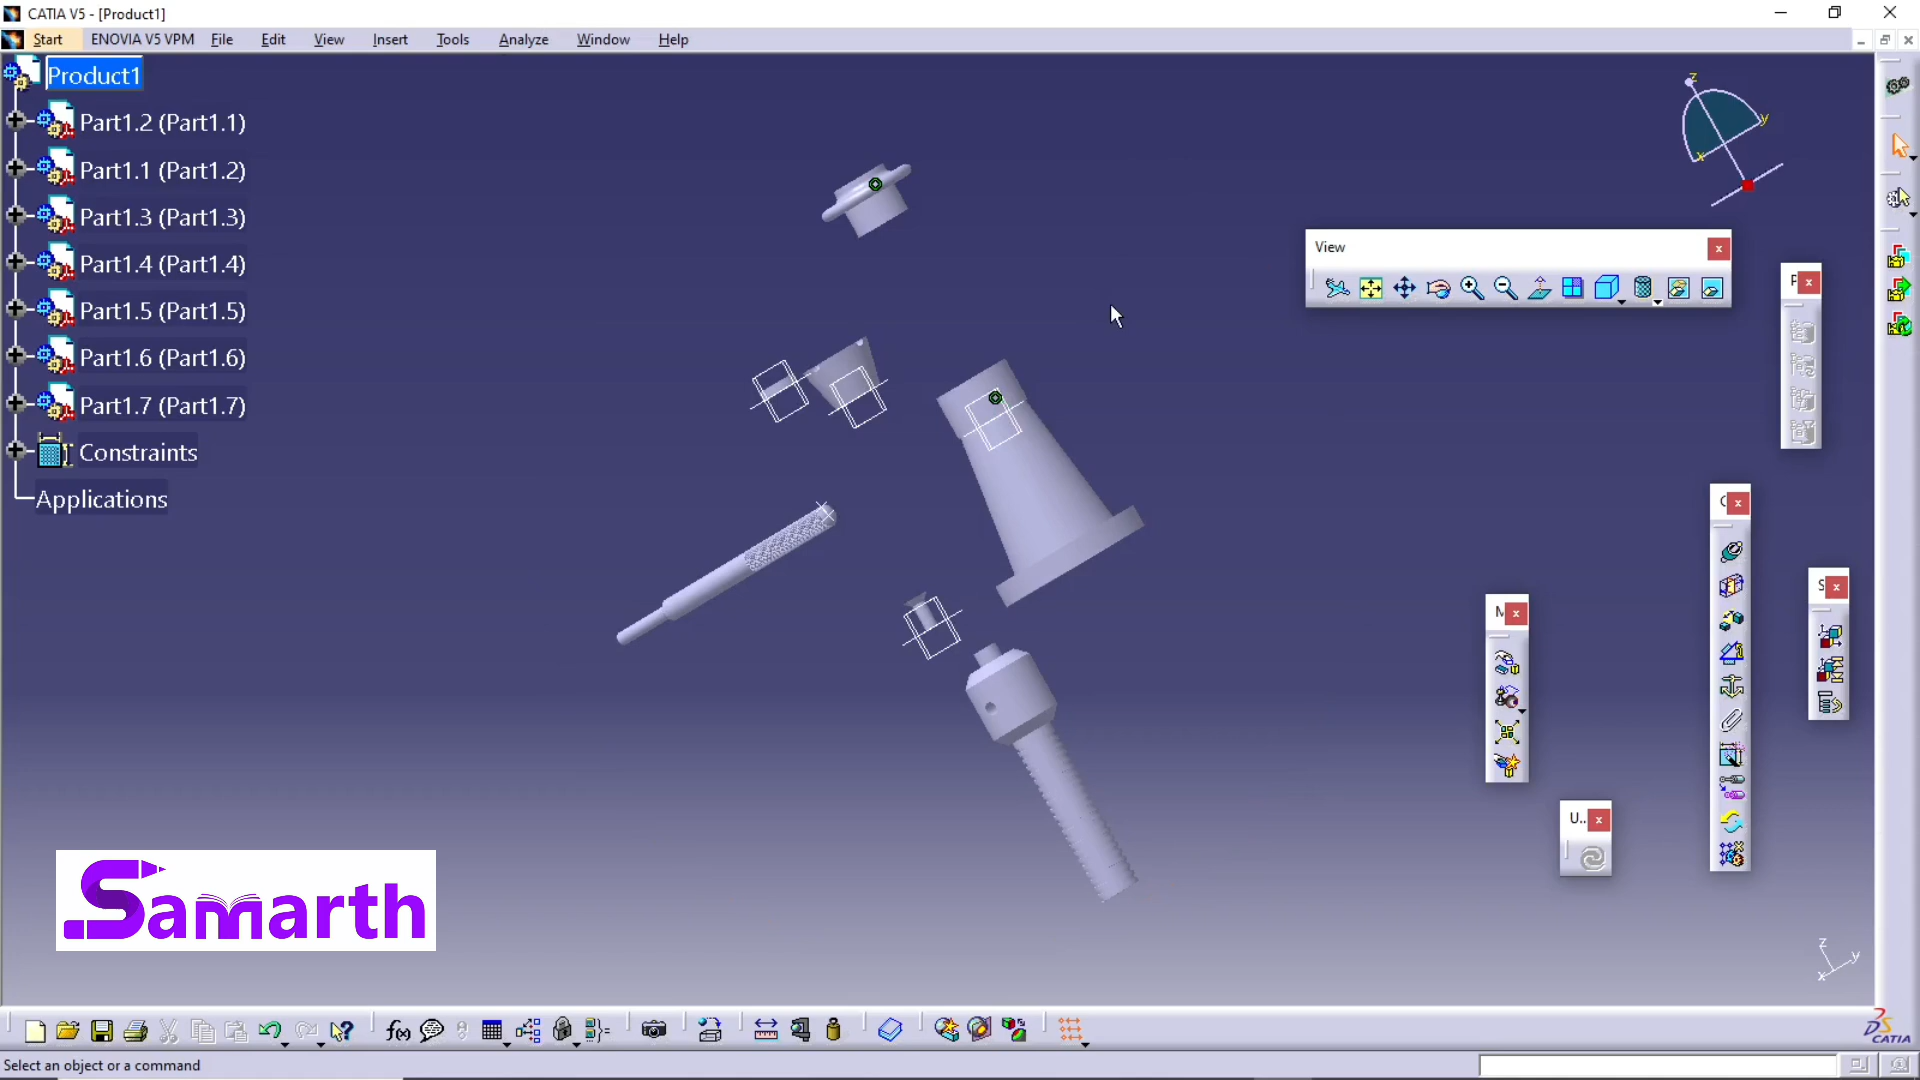 CATIA V5 - [Product1]
Start ENOVIA V5 VPM File Edit View Insert Tools Analyze Window Help
Product1
Part1.2 (Part1.1)
Part1.1 (Part1.2)
Part1.3 (Part1.3)
Part1.4 (Part1.4)
Part1.5 (Part1.5)
Part1.6 (Part1.6)
Part1.7 (Part1.7)
Constraints
Applications
z
y
x
View
M
S
U..
Samarth
z
y
x
f(x)
CATIA
Select an object or a command